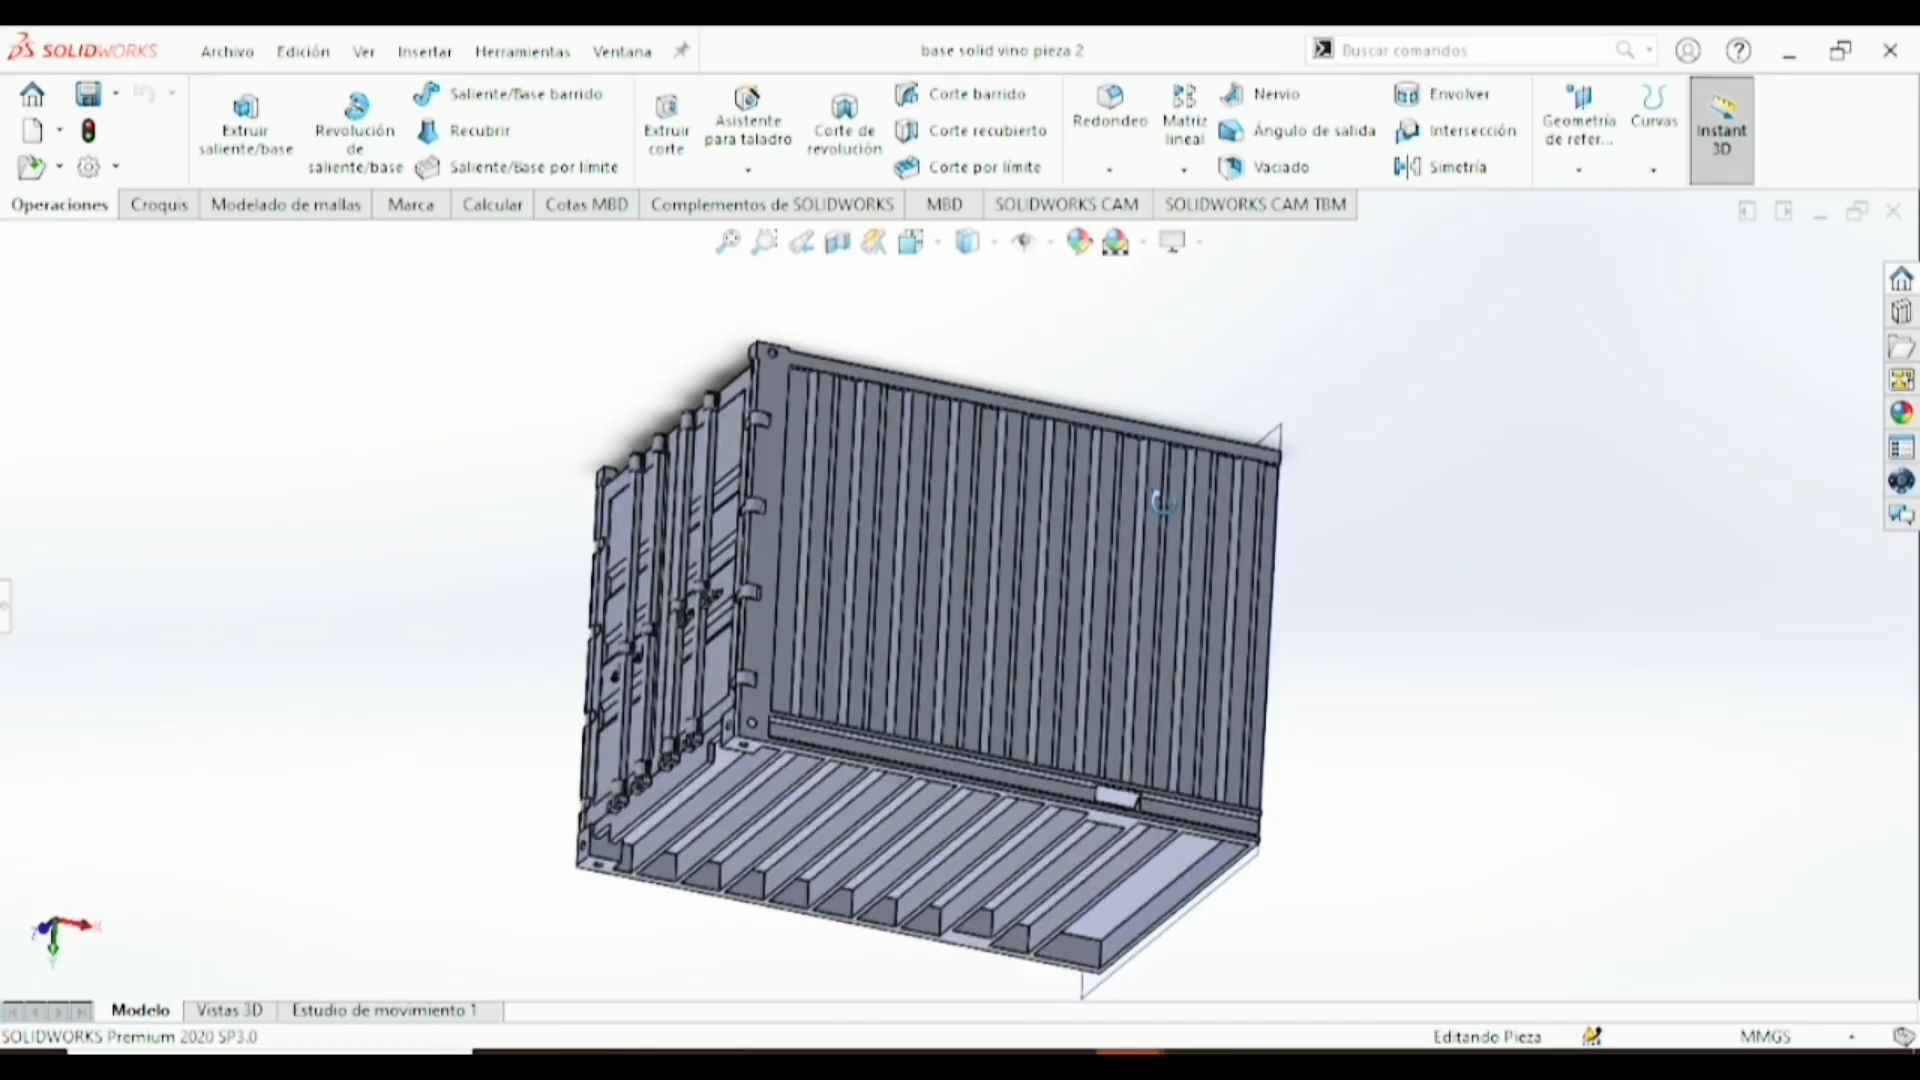 SOLIDWORKS
Archivo Edición Ver Insertar Herramientas Ventana
base solid vino pieza 2
Buscar comandos
Extruir saliente/base
Revolución de saliente/base
Saliente/Base barrido
Recubrir
Saliente/Base por límite
Extruir corte
Asistente para taladro
Corte de revolución
Corte barrido
Corte recubierto
Corte por límite
Redondeo
Matriz lineal
Nervio
Ángulo de salida
Vaciado
Envolver
Intersección
Simetría
Geometría de refer...
Curvas
Instant 3D
Operaciones Croquis Modelado de mallas Marca Calcular Cotas MBD Complementos de SOLIDWORKS MBD SOLIDWORKS CAM SOLIDWORKS CAM TBM
Modelo Vistas 3D Estudio de movimiento 1
SOLIDWORKS Premium 2020 SP3.0
Editando Pieza
MMGS